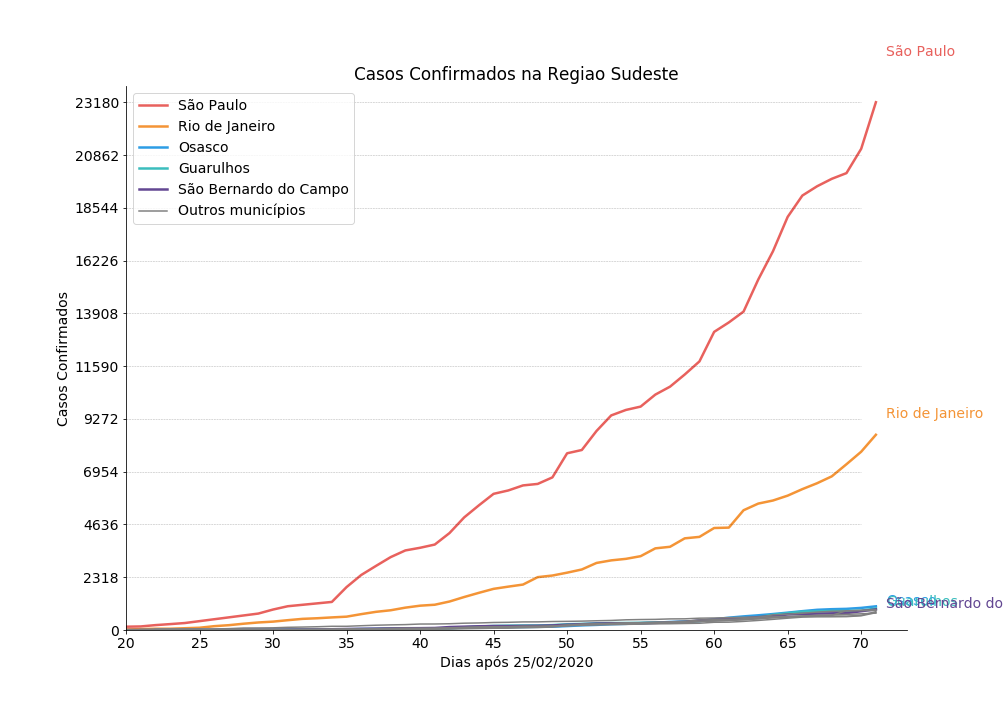 São Paulo
Casos Confirmados na Regiao Sudeste
São Paulo
Rio de Janeiro
Osasco
Guarulhos
São Bernardo do Campo
Outros municípios
23180
20862
18544
16226
13908
11590
9272
6954
4636
2318
0
Casos Confirmados
Rio de Janeiro
Osasco
Guarulhos
São Bernardo do
20 25 30 35 40 45 50 55 60 65 70
Dias após 25/02/2020